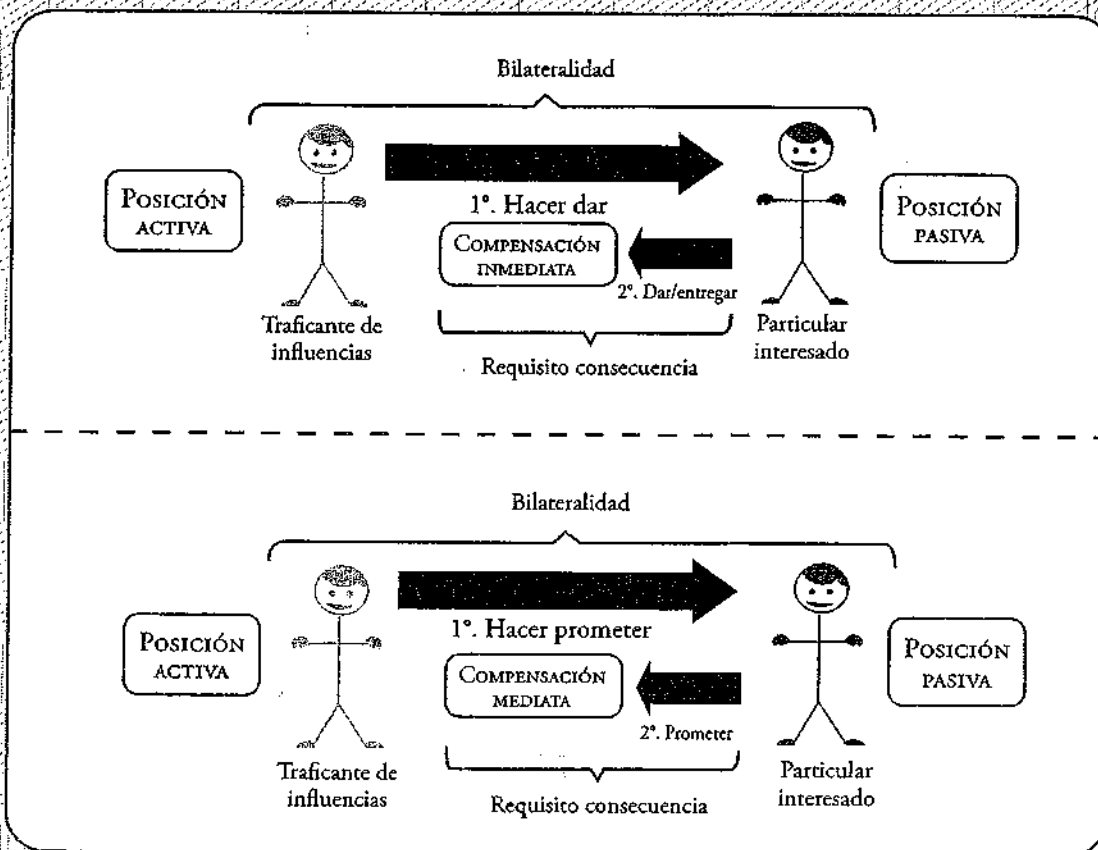 Bilateralidad
POSICIÓN
ACTIVA
1°. Hacer dar
COMPENSACIÓN
INMEDIATA
2°. Dar/entregar
POSICIÓN
PASIVA
Traficante de
influencias
Particular
interesado
Requisito consecuencia
Bilateralidad
POSICIÓN
ACTIVA
1°. Hacer prometer
COMPENSACIÓN
MEDIATA
2°. Prometer
POSICIÓN
PASIVA
Traficante de
influencias
Particular
interesado
Requisito consecuencia